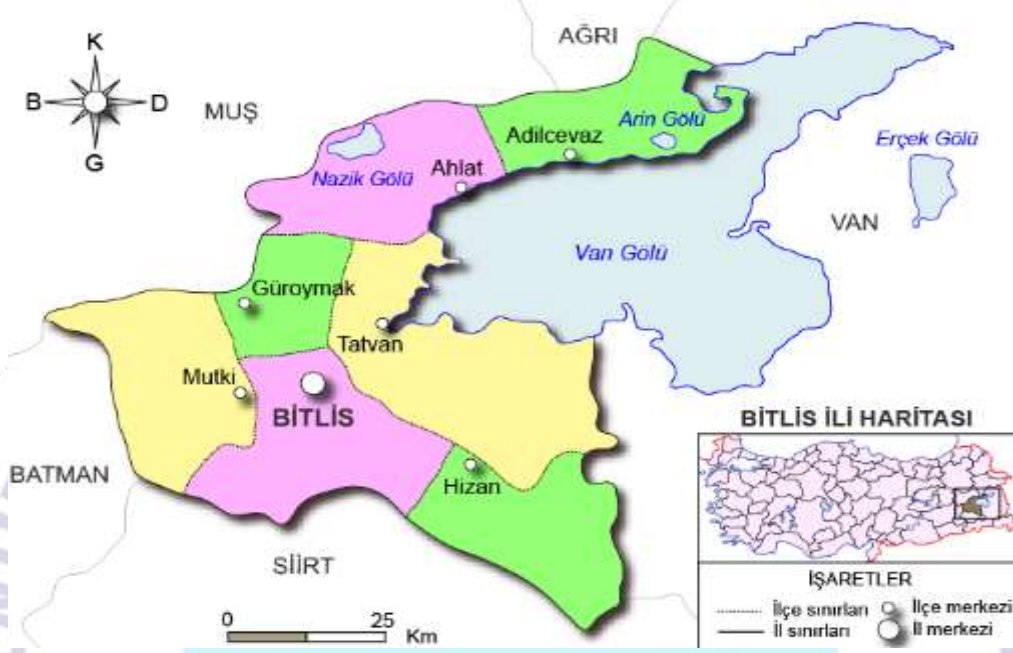 K
B D
G
AĞRI
MUŞ
Arin Gölü
Adilcevaz
Erçek Gölü
Ahlat
Nazik Gölü
VAN
Van Gölü
Güroymak
Tatvan
Mutki
BİTLİS
BATMAN
Hizan
SİİRT
BİTLİS İLİ HARİTASI
İŞARETLER
İlçe sınırları İlçe merkezi
İl sınırları İl merkezi
0 25
Km